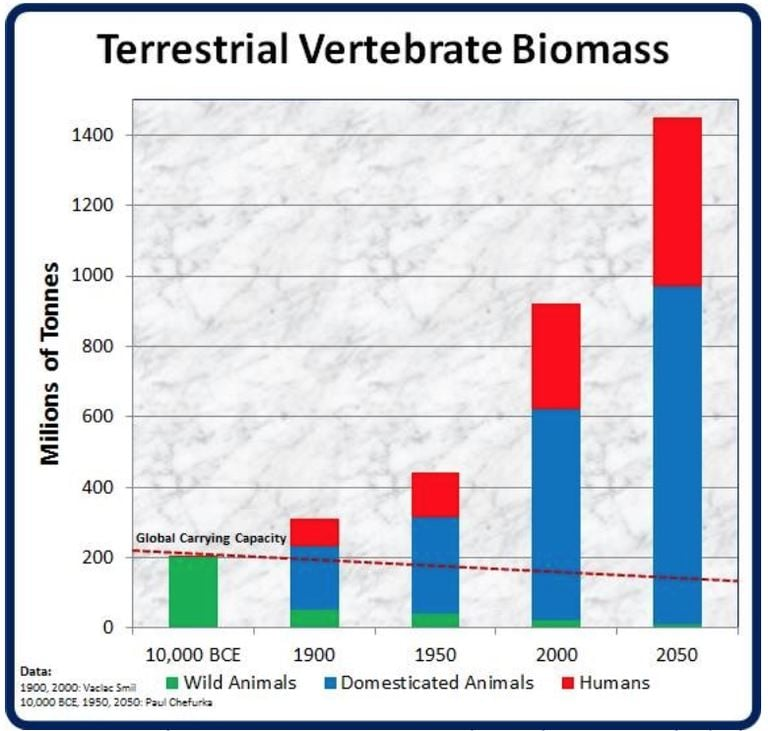 Terrestrial Vertebrate Biomass
Milions of Tonnes
1400
1200
1000
800
600
400
200
0
Global Carrying Capacity
10,000 BCE 1900 1950 2000 2050
Data:
1900, 2000: Vaclac Smil
10,000 BCE, 1950, 2050: Paul Chefurka
Wild Animals Domesticated Animals Humans